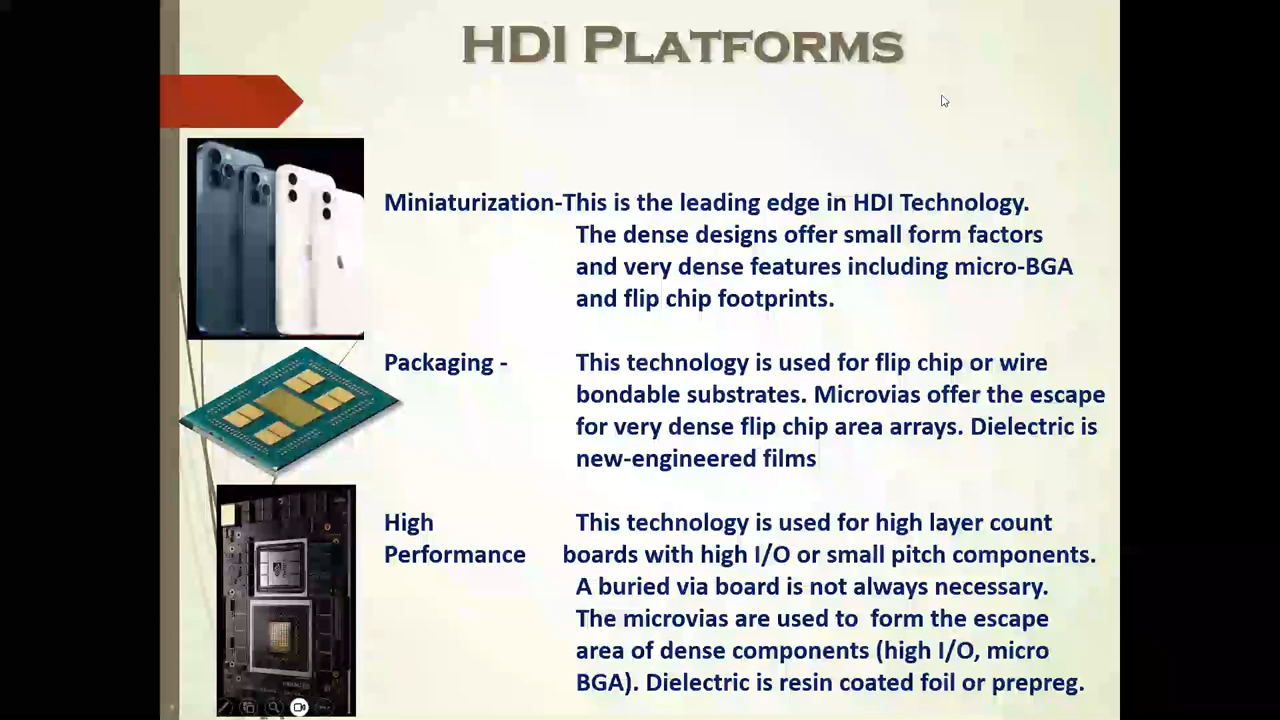 HDI PLATFORMS
Miniaturization-This is the leading edge in HDI Technology.
The dense designs offer small form factors
and very dense features including micro-BGA
and flip chip footprints.
Packaging - This technology is used for flip chip or wire
bondable substrates. Microvias offer the escape
for very dense flip chip area arrays. Dielectric is
new-engineered films
High This technology is used for high layer count
Performance boards with high I/O or small pitch components.
A buried via board is not always necessary.
The microvias are used to form the escape
area of dense components (high I/O, micro
BGA). Dielectric is resin coated foil or prepreg.